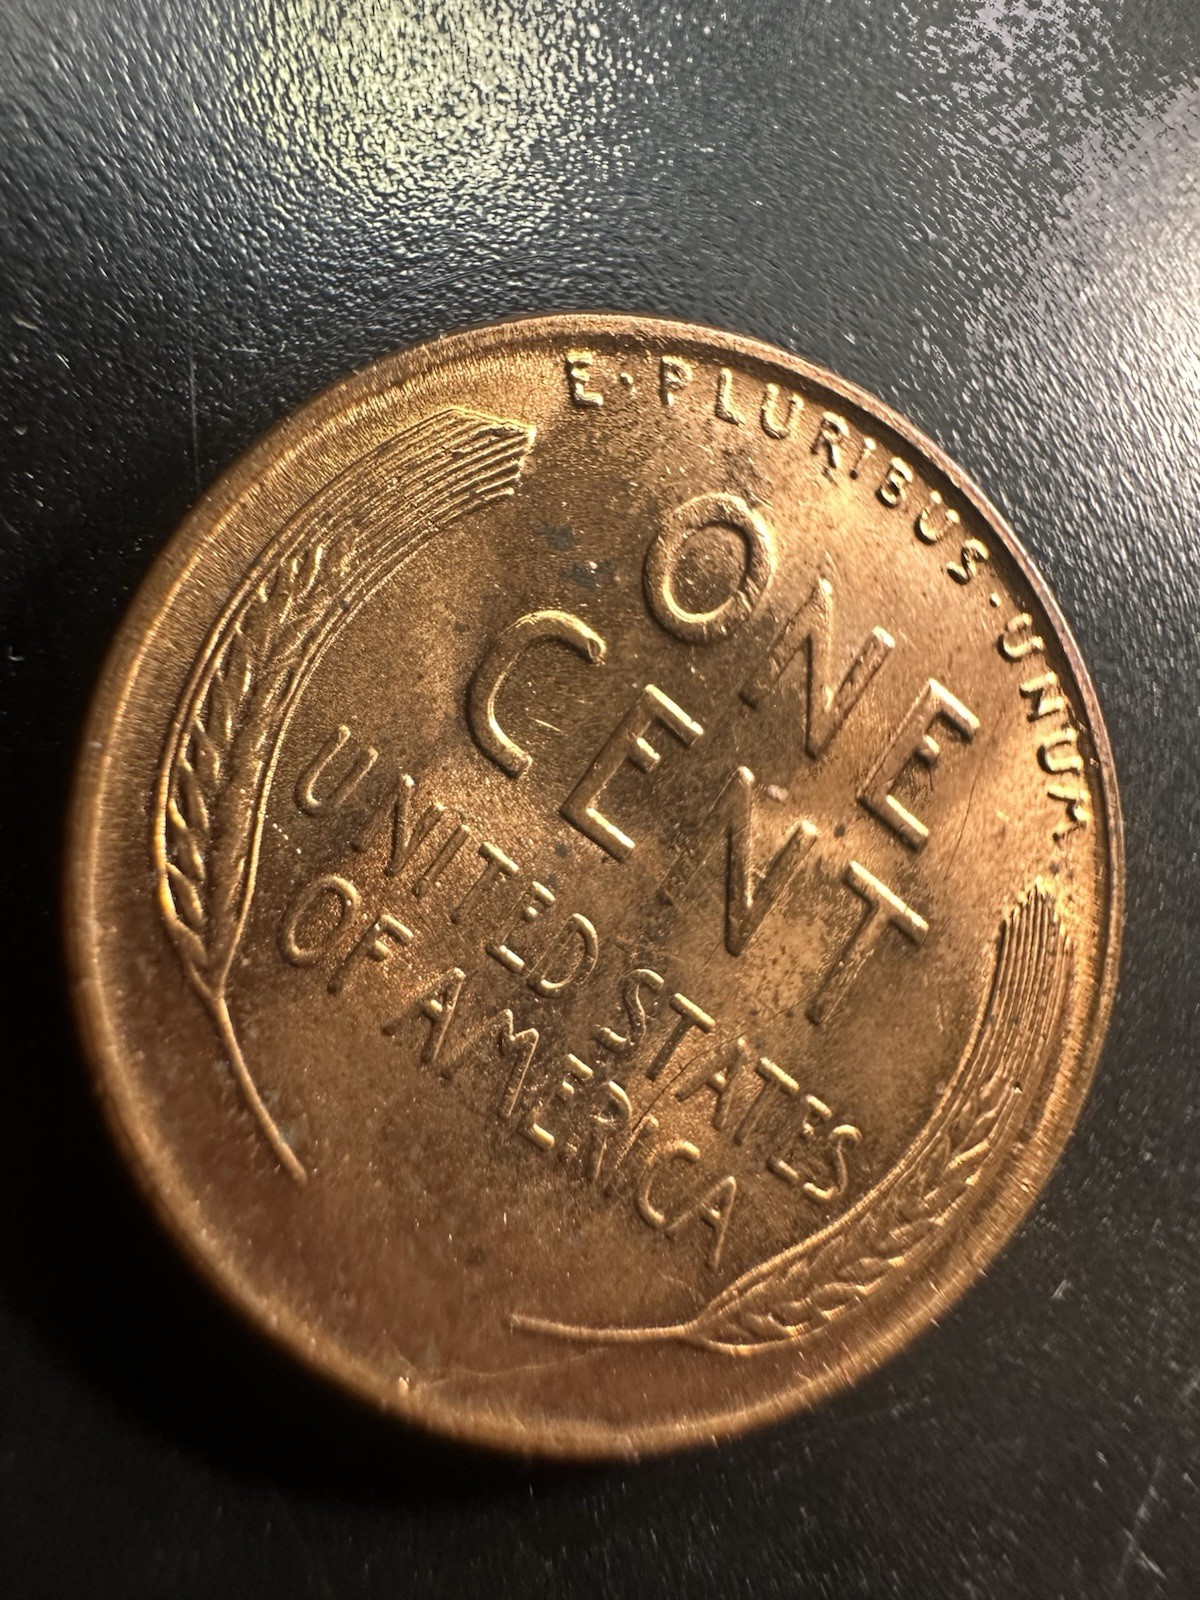 E·PLURIBUS·UNUM
ONE
CENT
UNITED STATES
OF AMERICA